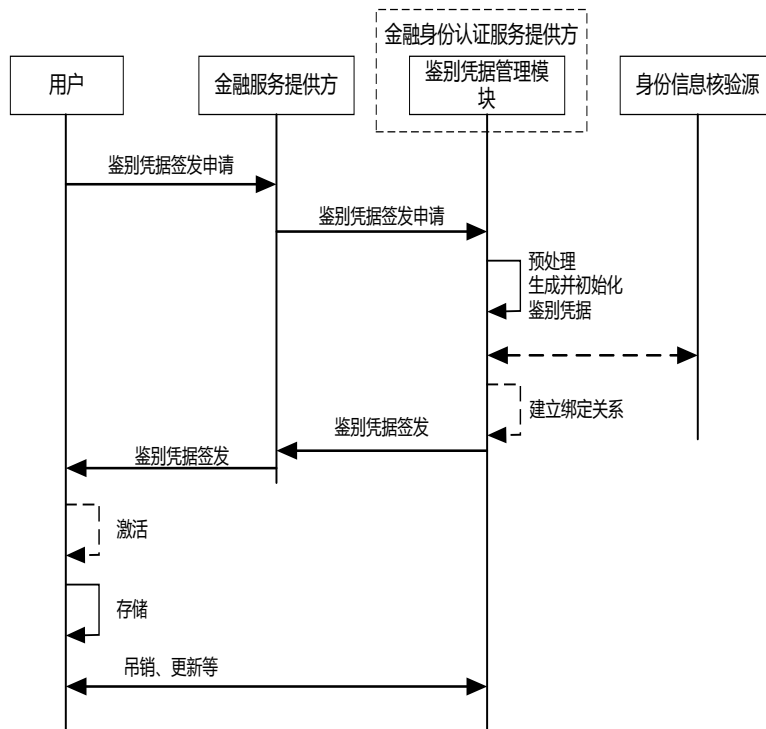 金融身份认证服务提供方
用户
金融服务提供方
鉴别凭据管理模
块
身份信息核验源
鉴别凭据签发申请
鉴别凭据签发申请
预处理
生成并初始化
鉴别凭据
建立绑定关系
鉴别凭据签发
鉴别凭据签发
激活
存储
吊销、更新等